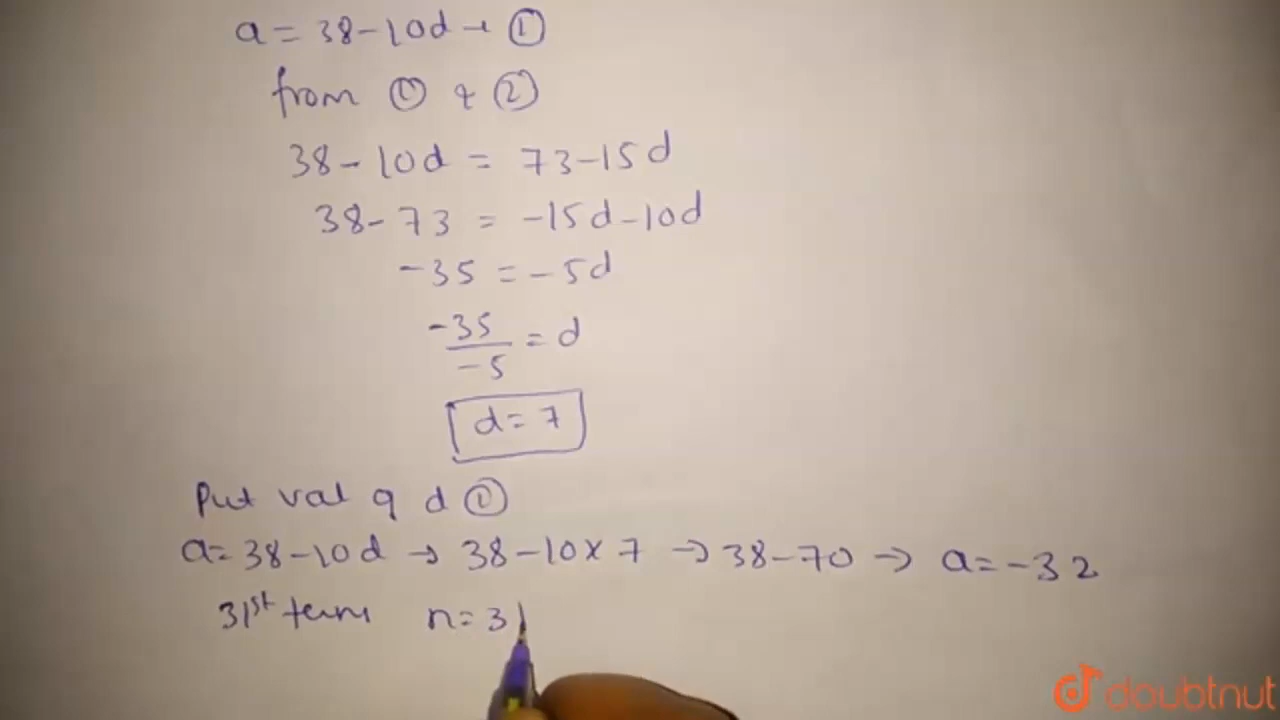 a = 38 - 10d → ①
from ① & ②
38 - 10d = 73 - 15d
38 - 73 = -15d - 10d
-35 = -5d
-35/-5 = d
d = 7
Put val of d ①
a = 38 - 10d → 38 - 10 × 7 → 38 - 70 → a = -32
31st term n = 31
doubtnut